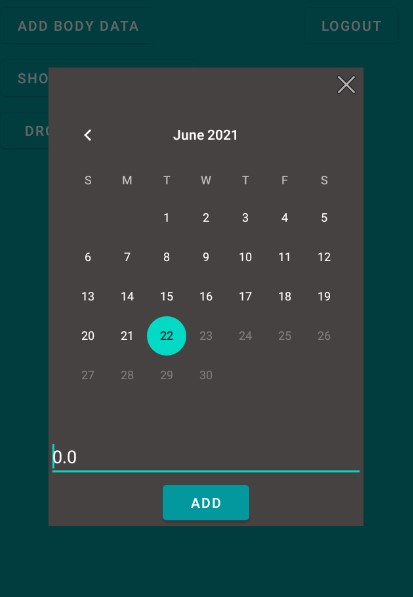 ADD BODY DATA LOGOUT
SHO
DRO
June 2021
S M T W T F S
1 2 3 4 5
6 7 8 9 10 11 12
13 14 15 16 17 18 19
20 21 22 23 24 25 26
27 28 29 30
0.0
ADD